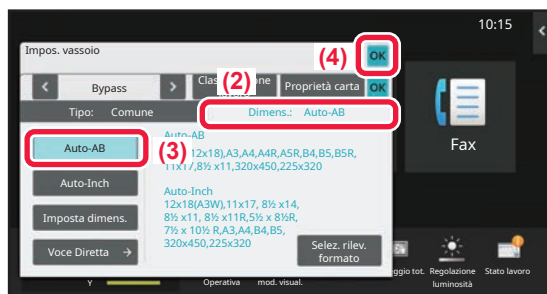 10:15
Impos. vassoio
(4)
OK
Bypass
(2)
Proprietà carta
OK
Tipo: Comune
Dimens.: Auto-AB
Auto-AB
(3)
Auto-AB
12x18),A3,A4,A4R,A5R,B4,B5,B5R,
11x17,8½ x11,320x450,225x320
Auto-Inch
Auto-Inch
12x18(A3W),11x17, 8½ x14,
8½ x11, 8½ x11R,5½ x 8½R,
7½ x 10½ R,A3,A4,B4,B5,
320x450,225x320
Imposta dimens.
Voce Diretta →
Selez. rilev.
formato
Fax
Regolazione
luminosità
Stato lavoro
Y
Operativa
mod. visual.